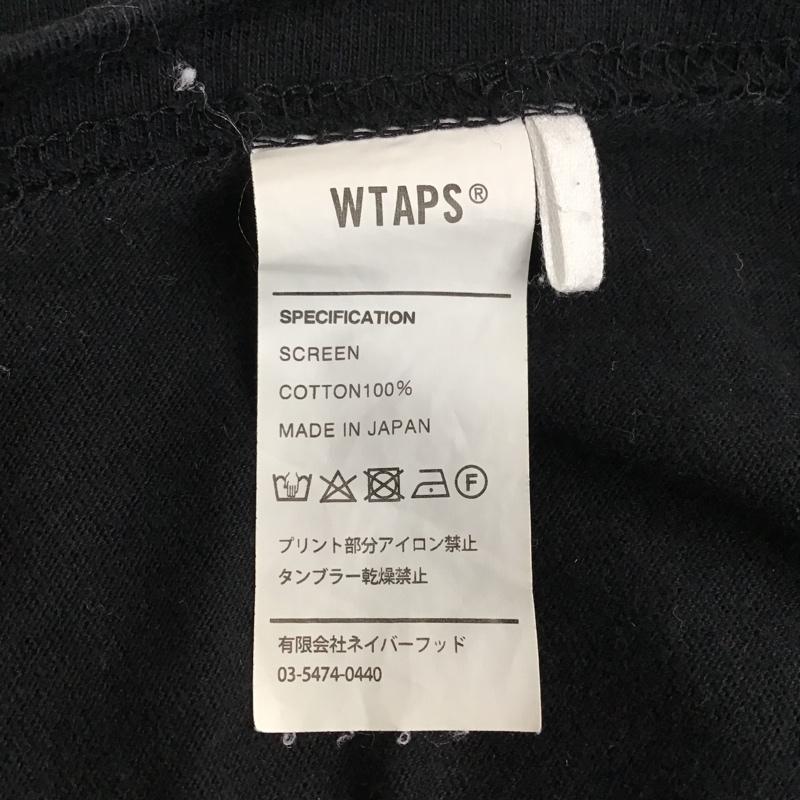 WTAPS®
SPECIFICATION
SCREEN
COTTON100%
MADE IN JAPAN
F
プリント部分アイロン禁止
タンブラー乾燥禁止
有限会社ネイバーフッド
03-5474-0440